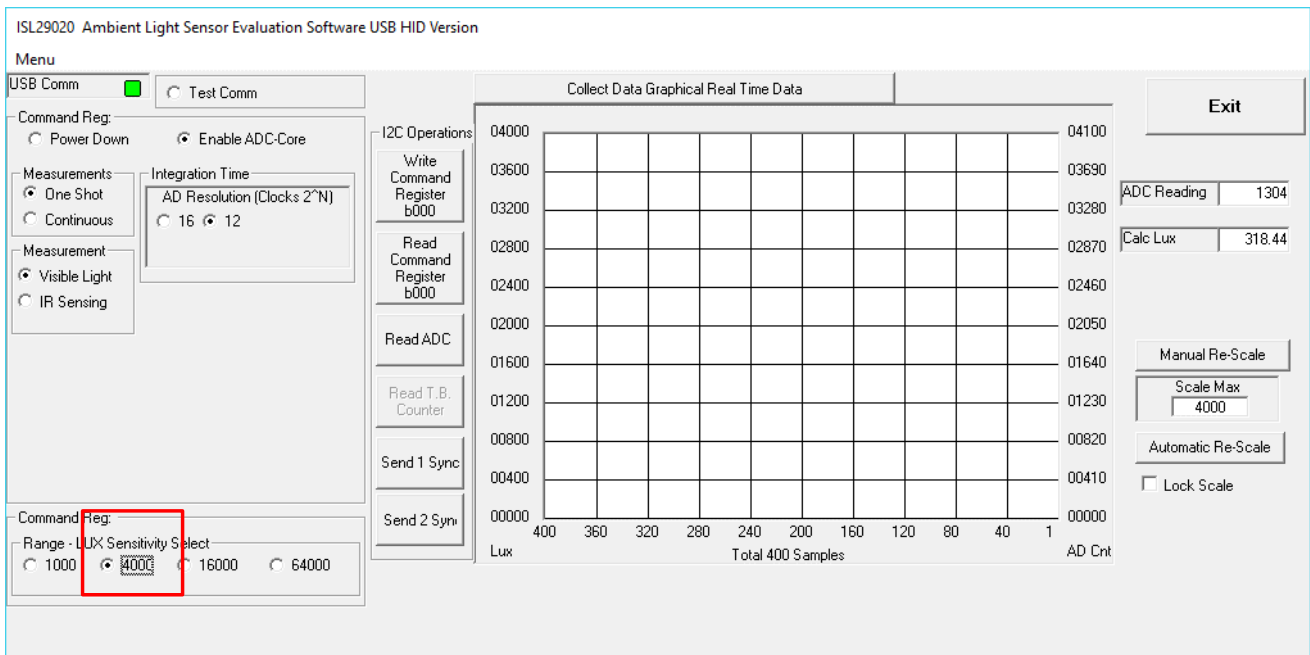 ISL29020 Ambient Light Sensor Evaluation Software USB HID Version
Menu
USB Comm
Test Comm
Collect Data Graphical Real Time Data
Exit
Command Reg:
Power Down
Enable ADC-Core
Measurements
One Shot
Continuous
Integration Time
AD Resolution (Clocks 2^N)
16
12
Measurement
Visible Light
IR Sensing
I2C Operations
Write
Command
Register
b000
Read
Command
Register
b000
Read ADC
Read T.B.
Counter
Send 1 Sync
Send 2 Syn
04000
03600
03200
02800
02400
02000
01600
01200
00800
00400
00000
04100
03690
03280
02870
02460
02050
01640
01230
00820
00410
00000
400 360 320 280 240 200 160 120 80 40 1
Lux
Total 400 Samples
AD Cnt
ADC Reading 1304
Calc Lux 318.44
Manual Re-Scale
Scale Max
4000
Automatic Re-Scale
Lock Scale
Command Reg:
Range - LUX Sensitivity Select
1000
4000
16000
64000